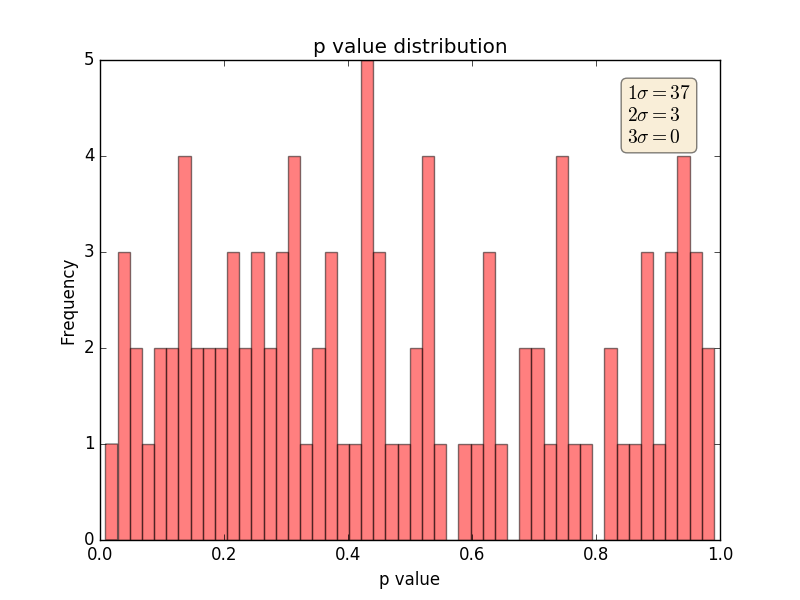 p value distribution
1σ = 37
2σ = 3
3σ = 0
5
4
3
2
1
0
Frequency
0.0 0.2 0.4 0.6 0.8 1.0
p value